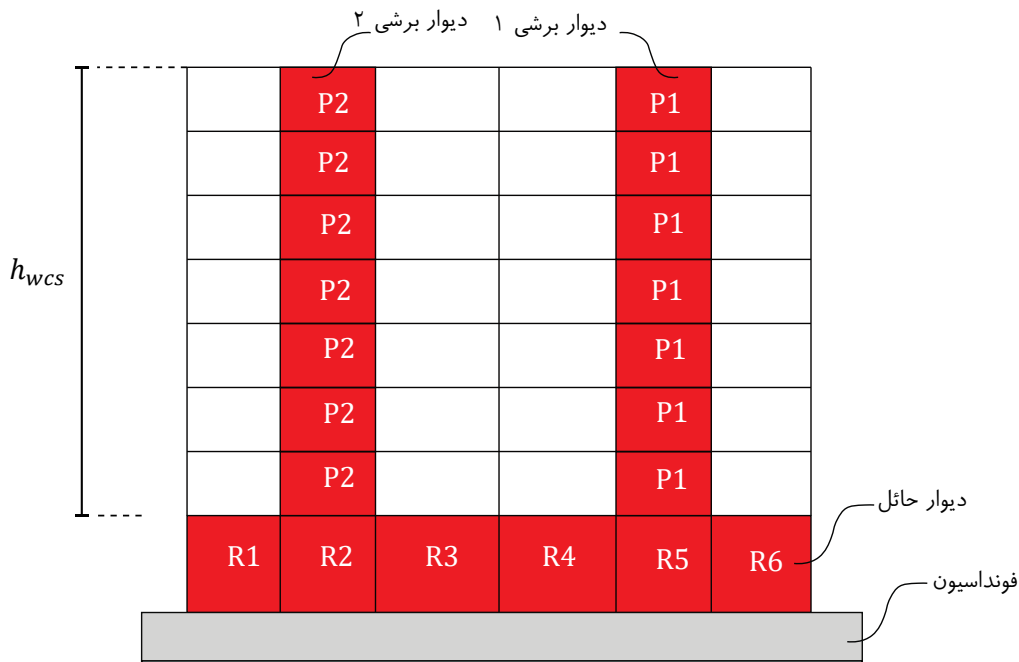 دیوار برشی ۱
دیوار برشی ۲
P2 P1
P2 P1
P2 P1
P2 P1
P2 P1
P2 P1
P2 P1
h_wcs
دیوار حائل
R1 R2 R3 R4 R5 R6
فونداسیون